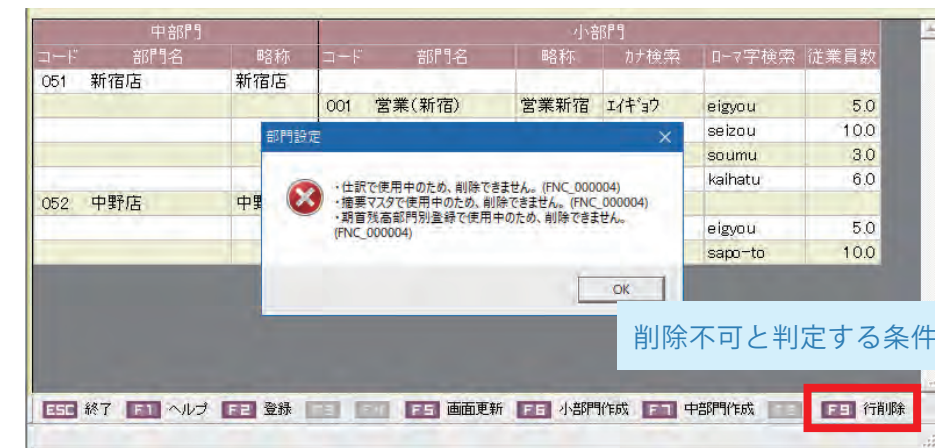 中部門 小部門
コード 部門名 略称 コード 部門名 略称 カナ検索 ローマ字検索 従業員数
051 新宿店 新宿店
001 営業(新宿) 営業新宿 エイギョウ eigyou 5.0
seizou 10.0
soumu 3.0
kaihatu 6.0
052 中野店
eigyou 5.0
sapo-to 10.0
部門設定
・仕訳で使用中のため、削除できません。(FNC_000004)
・摘要マスタで使用中のため、削除できません。(FNC_000004)
・期首残高部門別登録で使用中のため、削除できません。
(FNC_000004)
OK
削除不可と判定する条件
ESC 終了 F1 ヘルプ F2 登録 F3 F4 F5 画面更新 F6 小部門作成 F7 中部門作成 F8 F9 行削除